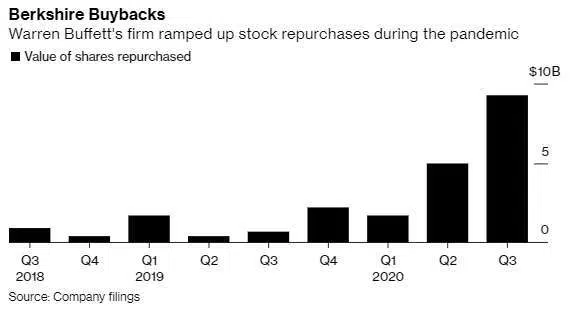 Berkshire Buybacks
Warren Buffett's firm ramped up stock repurchases during the pandemic
Value of shares repurchased
$10B
5
0
Q3 Q4 Q1 Q2 Q3 Q4 Q1 Q2 Q3
2018 2019 2020
Source: Company filings